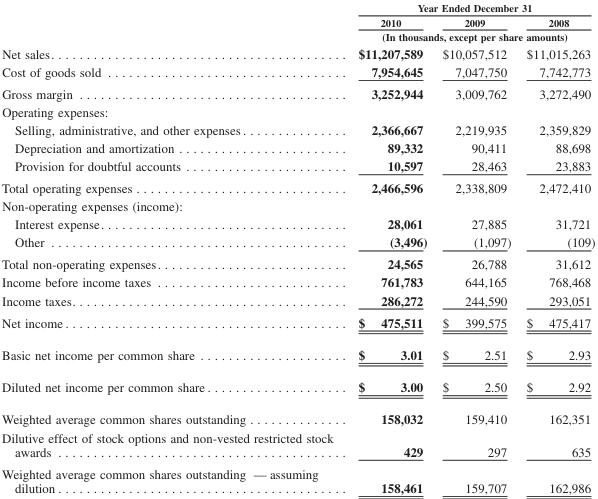 Year Ended December 31
2010 2009 2008
(In thousands, except per share amounts)
Net sales . . . . . . . . . . . . . . . . . . . . . . . . . . . . . . . . . . . . . . . . . . $11,207,589 $10,057,512 $11,015,263
Cost of goods sold . . . . . . . . . . . . . . . . . . . . . . . . . . . . . . . . . . 7,954,645 7,047,750 7,742,773
Gross margin . . . . . . . . . . . . . . . . . . . . . . . . . . . . . . . . . . . . . . 3,252,944 3,009,762 3,272,490
Operating expenses:
Selling, administrative, and other expenses . . . . . . . . . . . . . . . 2,366,667 2,219,935 2,359,829
Depreciation and amortization . . . . . . . . . . . . . . . . . . . . . . . . 89,332 90,411 88,698
Provision for doubtful accounts . . . . . . . . . . . . . . . . . . . . . . . 10,597 28,463 23,883
Total operating expenses . . . . . . . . . . . . . . . . . . . . . . . . . . . . . . 2,466,596 2,338,809 2,472,410
Non-operating expenses (income):
Interest expense . . . . . . . . . . . . . . . . . . . . . . . . . . . . . . . . . . . 28,061 27,885 31,721
Other . . . . . . . . . . . . . . . . . . . . . . . . . . . . . . . . . . . . . . . . . . (3,496) (1,097) (109)
Total non-operating expenses . . . . . . . . . . . . . . . . . . . . . . . . . . . 24,565 26,788 31,612
Income before income taxes . . . . . . . . . . . . . . . . . . . . . . . . . . . 761,783 644,165 768,468
Income taxes . . . . . . . . . . . . . . . . . . . . . . . . . . . . . . . . . . . . . . . 286,272 244,590 293,051
Net income . . . . . . . . . . . . . . . . . . . . . . . . . . . . . . . . . . . . . . . . $ 475,511 $ 399,575 $ 475,417
Basic net income per common share . . . . . . . . . . . . . . . . . . . . . $ 3.01 $ 2.51 $ 2.93
Diluted net income per common share . . . . . . . . . . . . . . . . . . . . $ 3.00 $ 2.50 $ 2.92
Weighted average common shares outstanding . . . . . . . . . . . . . . 158,032 159,410 162,351
Dilutive effect of stock options and non-vested restricted stock
awards . . . . . . . . . . . . . . . . . . . . . . . . . . . . . . . . . . . . . . . . . 429 297 635
Weighted average common shares outstanding — assuming
dilution . . . . . . . . . . . . . . . . . . . . . . . . . . . . . . . . . . . . . . . . . 158,461 159,707 162,986